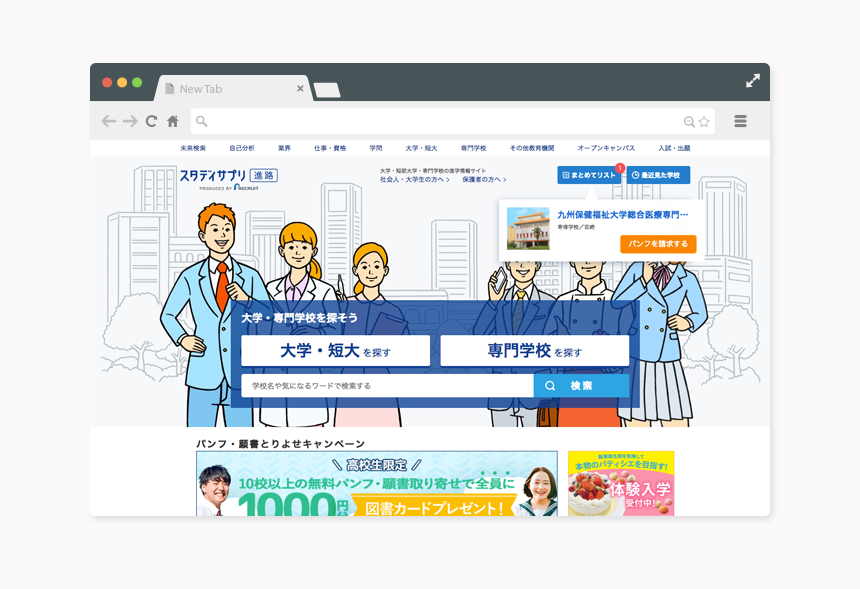 New Tab
未来検索 自己分析 業界 仕事・資格 学問 大学・短大 専門学校 その他教育機関 オープンキャンパス 入試・出願
スタディサプリ 進路
PRODUCED BY RECRUIT
大学・短期大学・専門学校の進学情報サイト
社会人・大学生の方へ 保護者の方へ
まとめてリスト 1 最近見た学校
九州保健福祉大学総合医療専門…
専修学校／宮崎
パンフを請求する
大学・専門学校を探そう
大学・短大を探す 専門学校を探す
学校名や気になるワードで検索する 検索
パンフ・願書とりよせキャンペーン
高校生限定
10校以上の無料パンフ・願書取り寄せで全員に
1000円 図書カードプレゼント!
本物のパティシエを目指す!
体験入学
受付中!